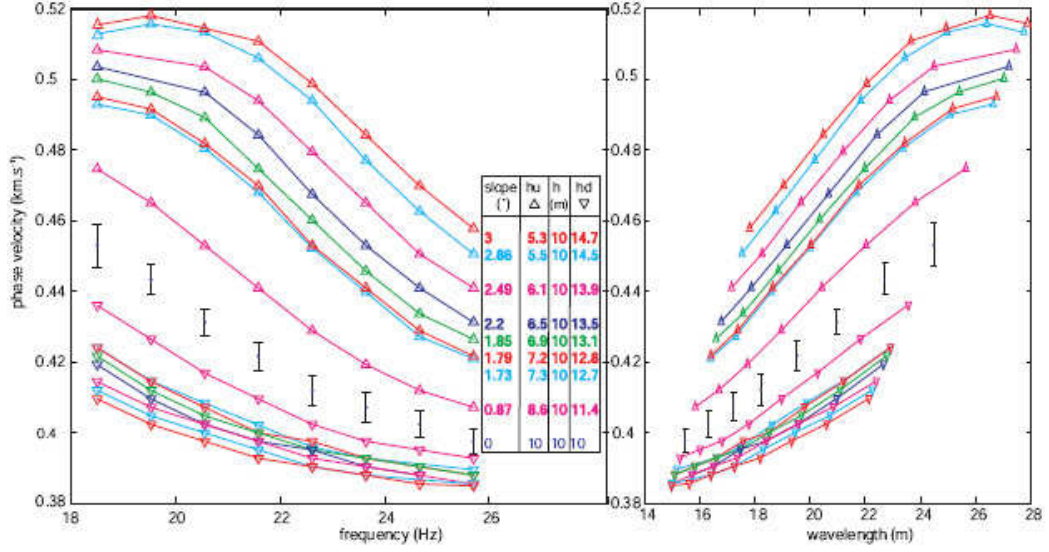 0.52
0.5
0.48
0.46
0.44
0.42
0.4
0.38
phase velocity (km.s⁻¹)
18 20 22 24 26 28
frequency (Hz)
slope hu h hd
(°) △ (m) ▽
3 5.3 10 14.7
2.86 5.5 10 14.5
2.49 6.1 10 13.9
2.2 6.5 10 13.5
1.85 6.9 10 13.1
1.79 7.2 10 12.8
1.73 7.3 10 12.7
0.87 8.6 10 11.4
0 10 10 10
0.52
0.5
0.48
0.46
0.44
0.42
0.4
0.38
14 16 18 20 22 24 26 28
wavelength (m)